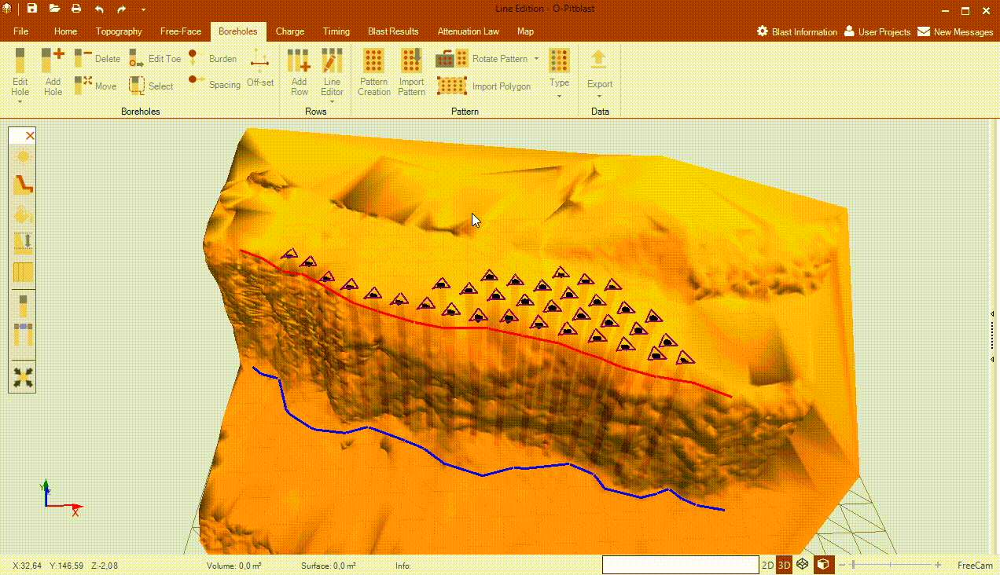 Line Edition - O-Pitblast
File Home Topography Free-Face Boreholes Charge Timing Blast Results Attenuation Law Map Blast Information User Projects New Messages
Edit Hole
Add Hole
Delete
Move
Edit Toe
Select
Burden
Spacing
Off-set
Boreholes
Add Row
Line Editor
Rows
Pattern Creation
Import Pattern
Rotate Pattern
Import Polygon
Type
Pattern
Export
Data
Y
Z
X
X:32,64 Y:146,59 Z:-2,08 Volume: 0,0 m³ Surface: 0,0 m² Info: 2D 3D FreeCam